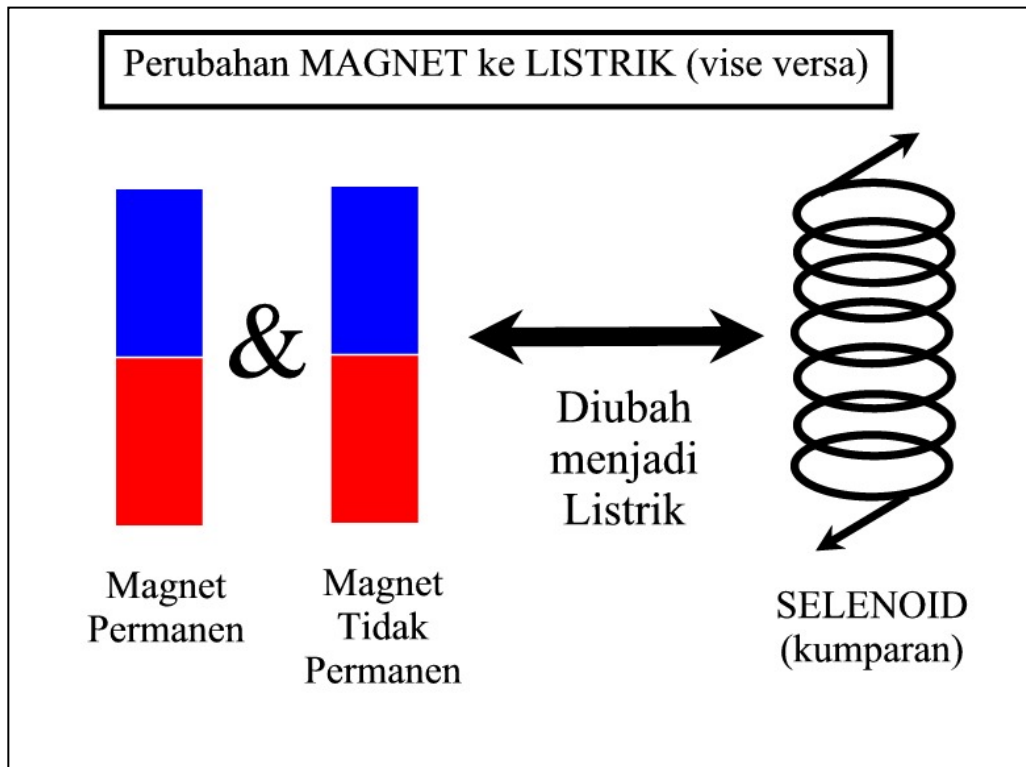 Perubahan MAGNET ke LISTRIK (vise versa)
&
Diubah
menjadi
Listrik
Magnet
Permanen
Magnet
Tidak
Permanen
SELENOID
(kumparan)